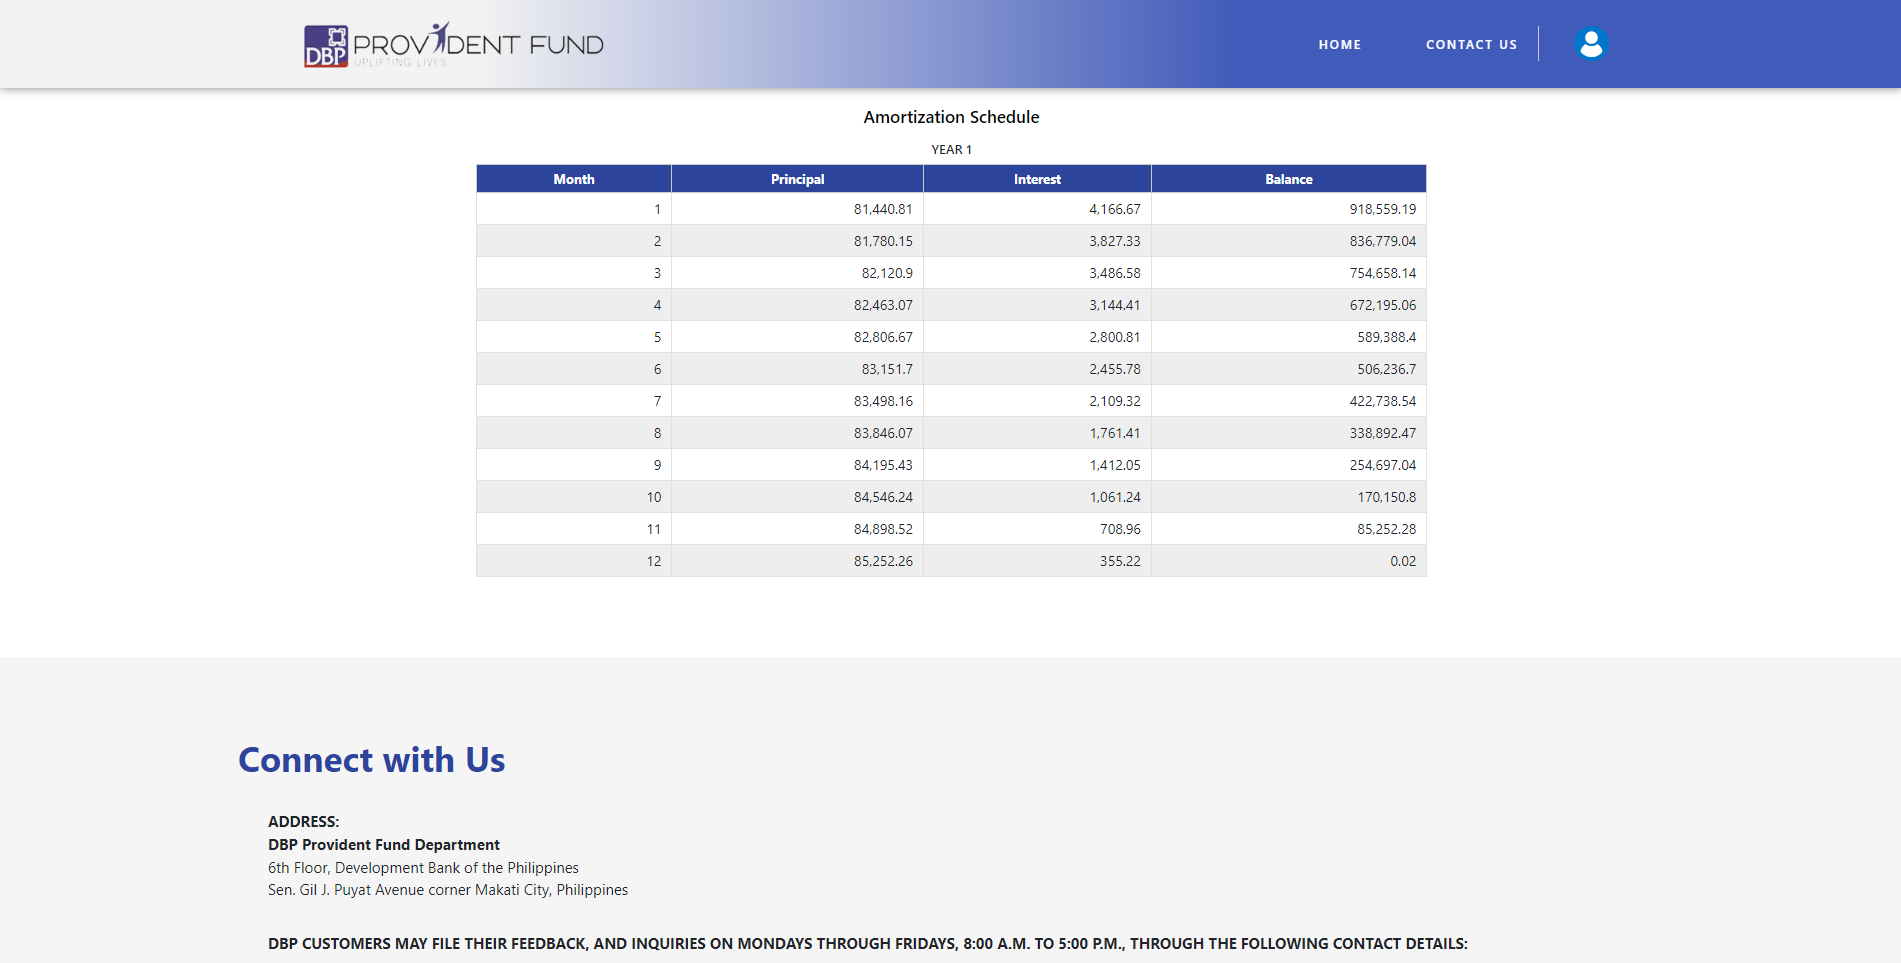 DBP PROVIDENT FUND
UPLIFTING LIVES
HOME CONTACT US
Amortization Schedule
YEAR 1
Month Principal Interest Balance
1 81,440.81 4,166.67 918,559.19
2 81,780.15 3,827.33 836,779.04
3 82,120.9 3,486.58 754,658.14
4 82,463.07 3,144.41 672,195.06
5 82,806.67 2,800.81 589,388.4
6 83,151.7 2,455.78 506,236.7
7 83,498.16 2,109.32 422,738.54
8 83,846.07 1,761.41 338,892.47
9 84,195.43 1,412.05 254,697.04
10 84,546.24 1,061.24 170,150.8
11 84,898.52 708.96 85,252.28
12 85,252.26 355.22 0.02
Connect with Us
ADDRESS:
DBP Provident Fund Department
6th Floor, Development Bank of the Philippines
Sen. Gil J. Puyat Avenue corner Makati City, Philippines
DBP CUSTOMERS MAY FILE THEIR FEEDBACK, AND INQUIRIES ON MONDAYS THROUGH FRIDAYS, 8:00 A.M. TO 5:00 P.M., THROUGH THE FOLLOWING CONTACT DETAILS: